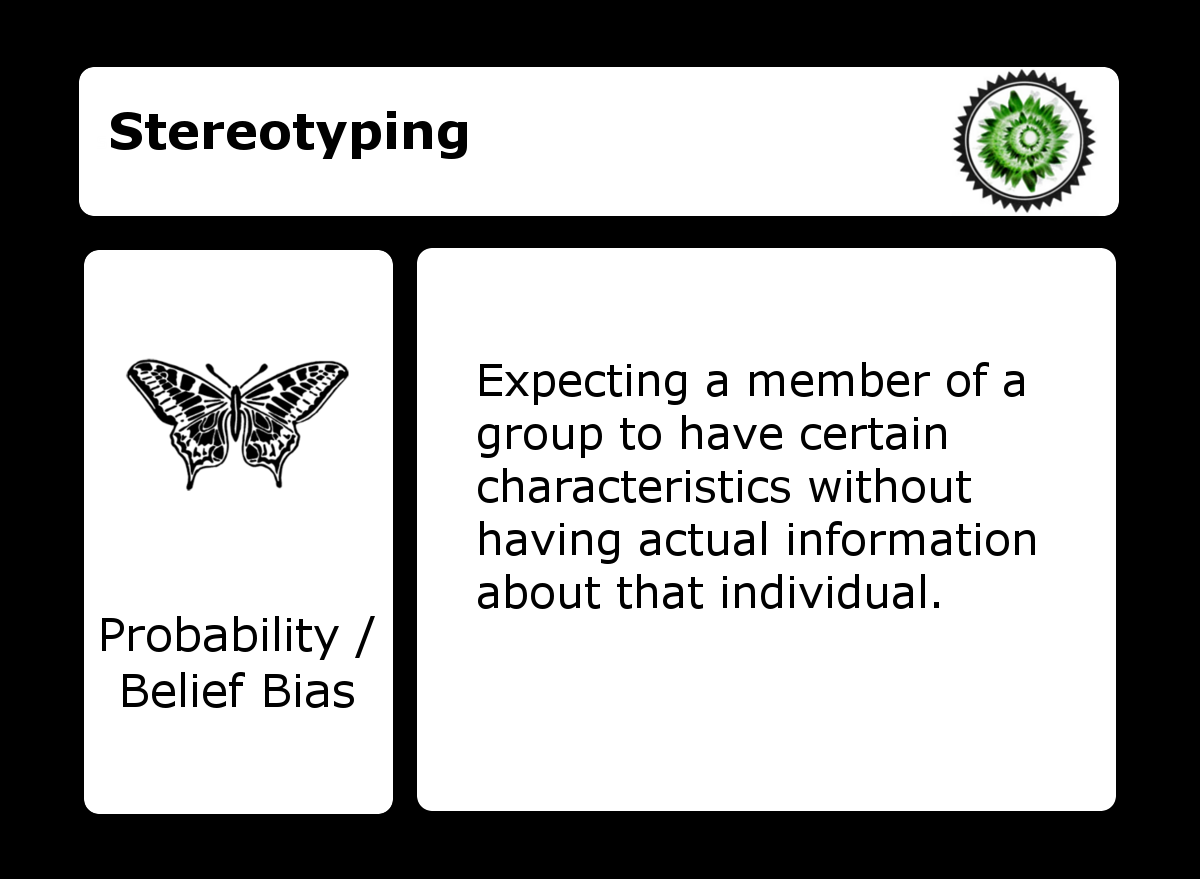 Stereotyping
Probability /
Belief Bias
Expecting a member of a
group to have certain
characteristics without
having actual information
about that individual.